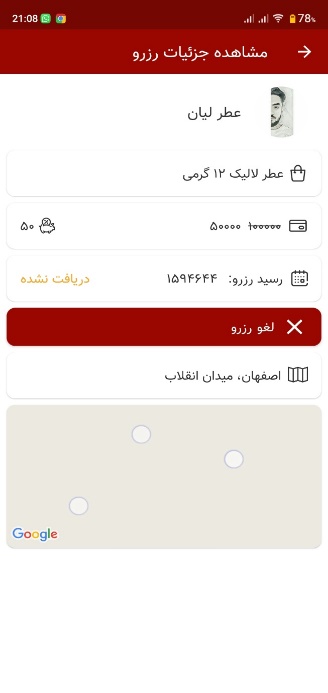 21:08 78%
مشاهده جزئیات رزرو
عطر لیان
عطر لالیک ۱۲ گرمی
۱۰۰۰۰۰ ۵۰۰۰۰ ۵۰
رسید رزرو: ۱۵۹۴۶۴۴ دریافت نشده
لغو رزرو
اصفهان، میدان انقلاب
Google